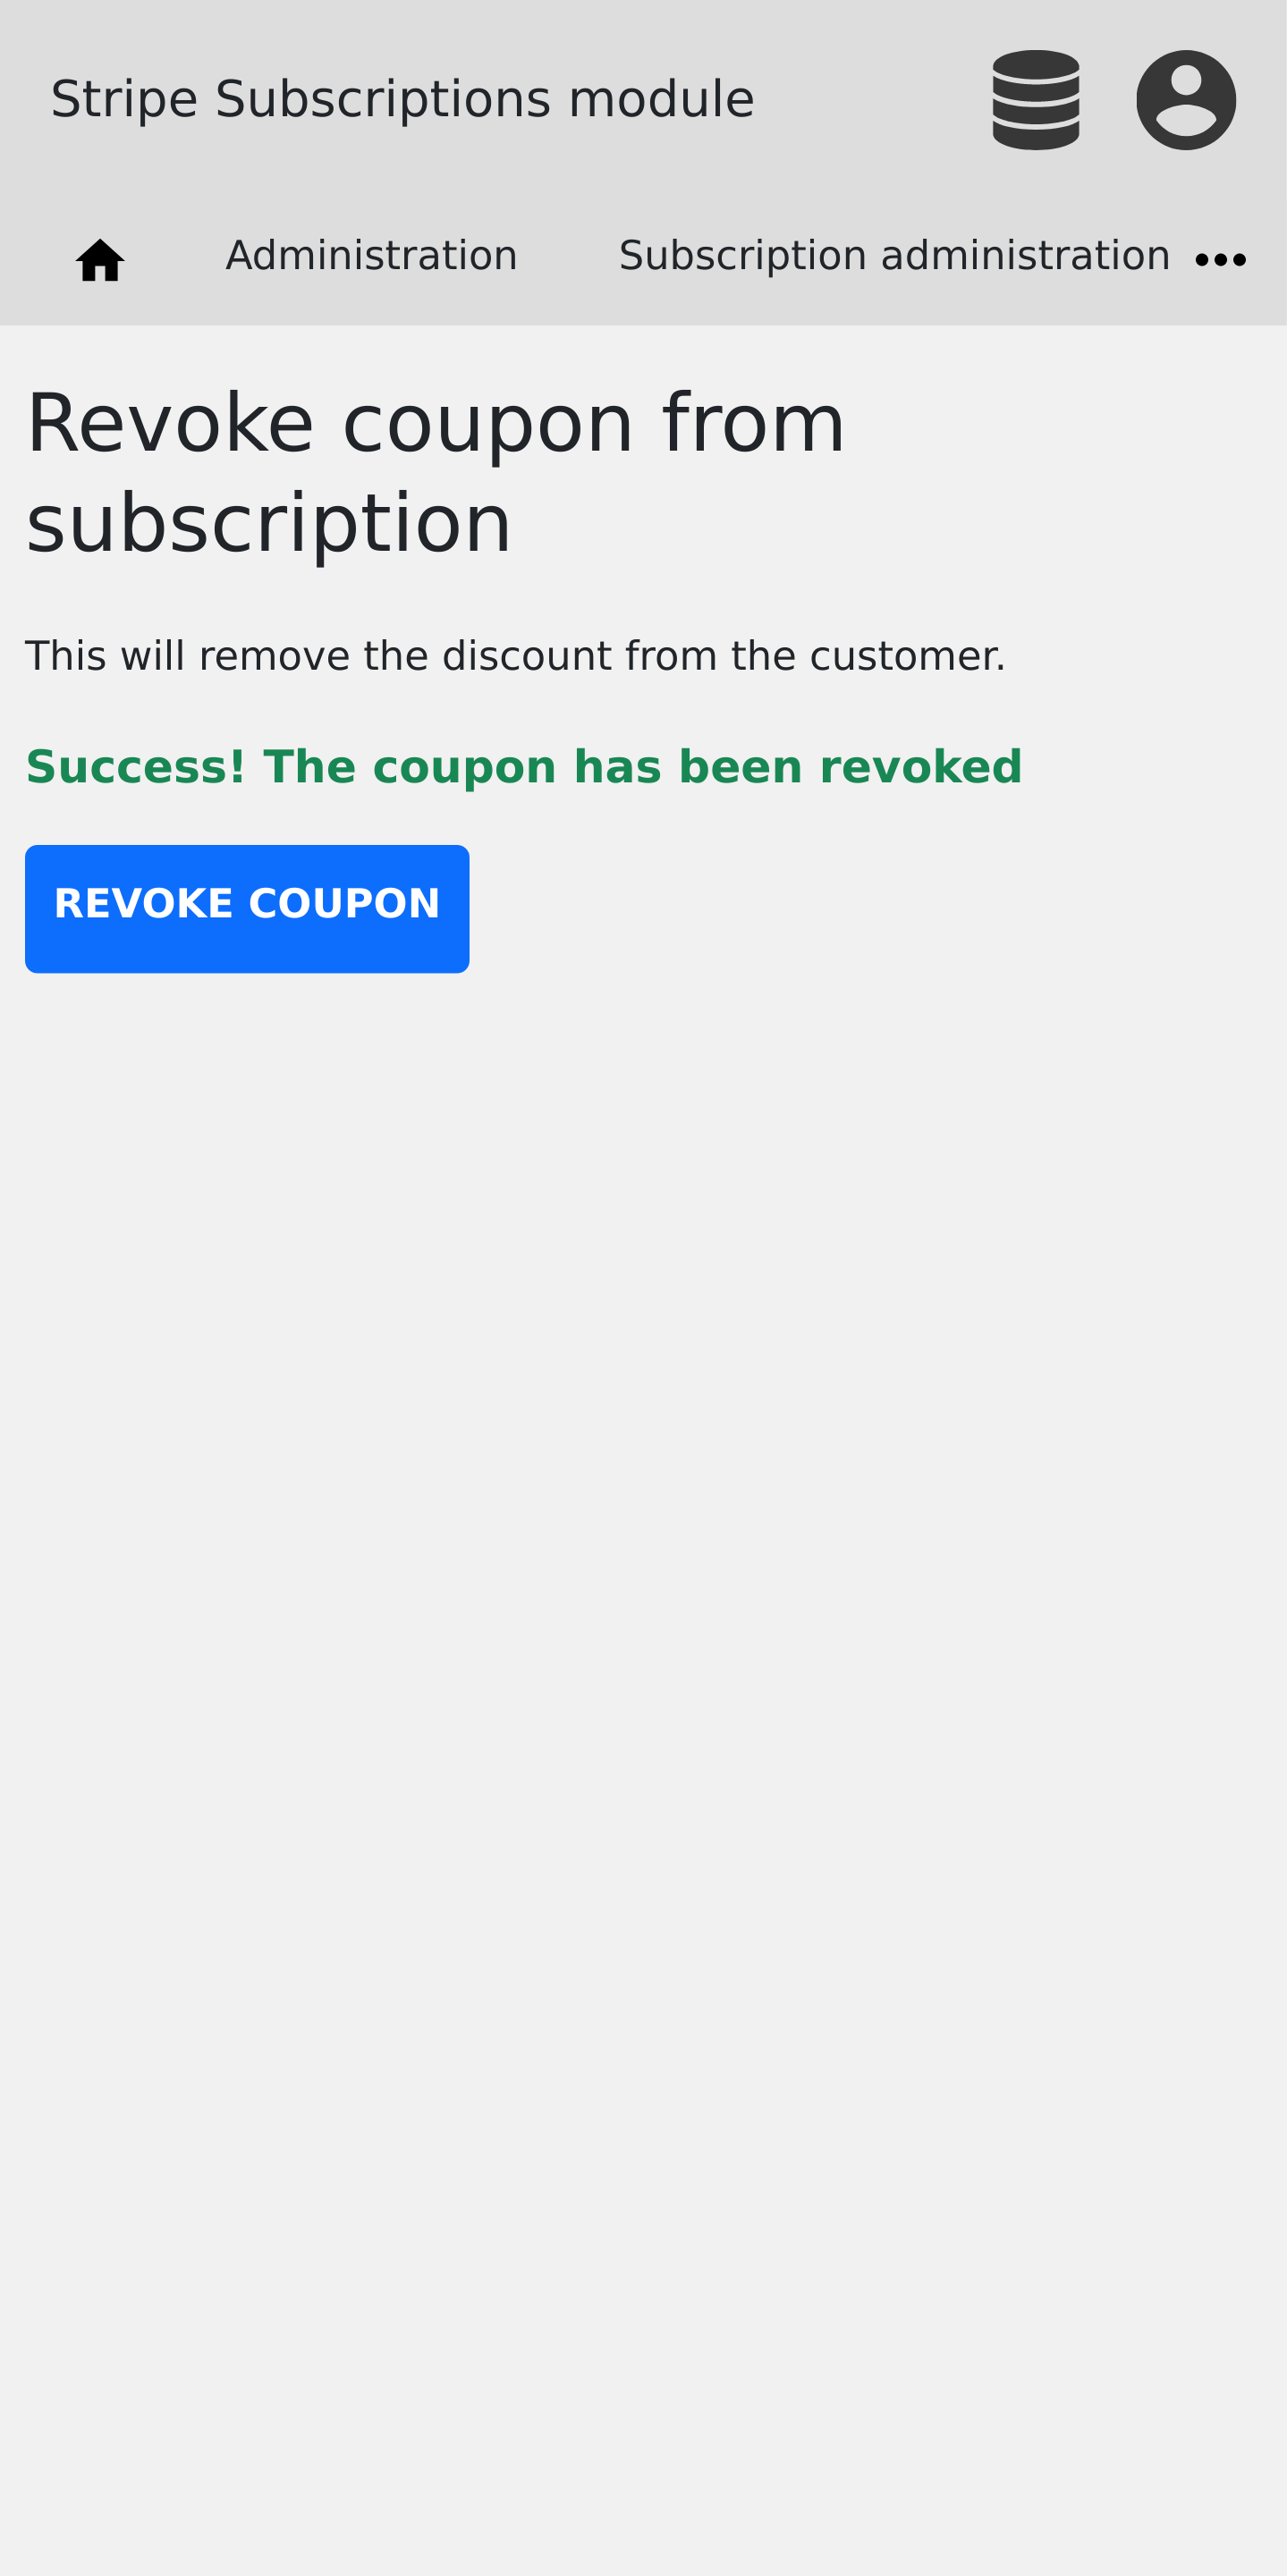 Stripe Subscriptions module
Administration Subscription administration
Revoke coupon from
subscription
This will remove the discount from the customer.
Success! The coupon has been revoked
REVOKE COUPON